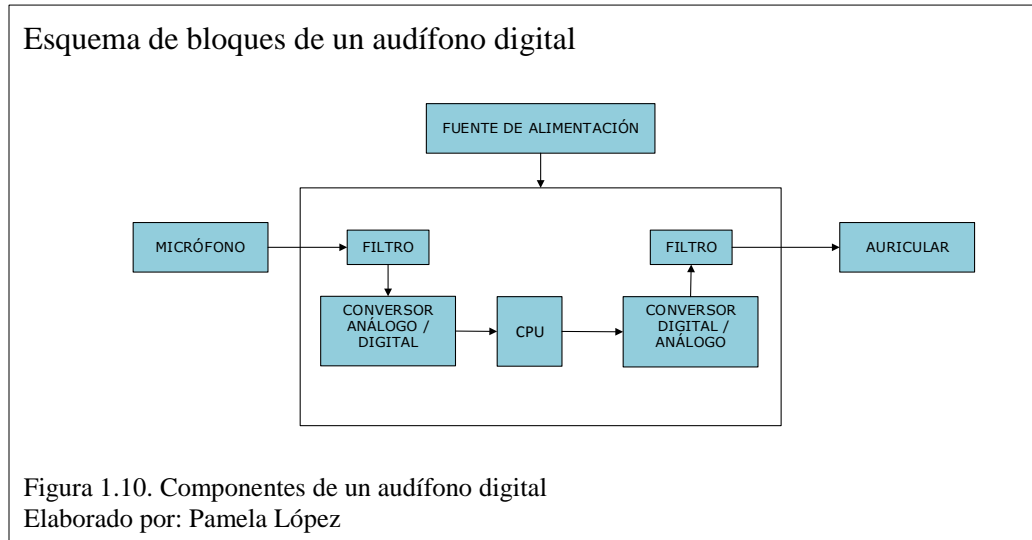 Esquema de bloques de un audífono digital
FUENTE DE ALIMENTACIÓN
MICRÓFONO
FILTRO
FILTRO
AURICULAR
CONVERSOR
ANÁLOGO /
DIGITAL
CPU
CONVERSOR
DIGITAL /
ANÁLOGO
Figura 1.10. Componentes de un audífono digital
Elaborado por: Pamela López